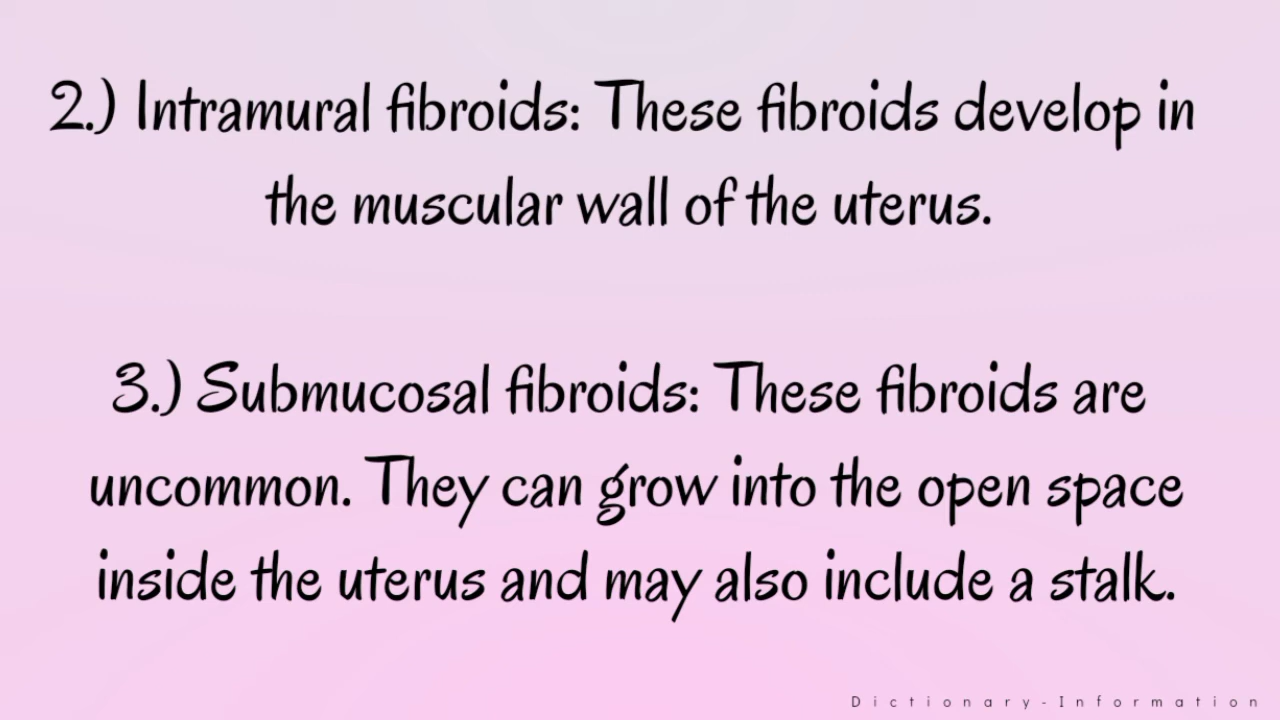 2.) Intramural fibroids: These fibroids develop in
the muscular wall of the uterus.
3.) Submucosal fibroids: These fibroids are
uncommon. They can grow into the open space
inside the uterus and may also include a stalk.
Dictionary-Information